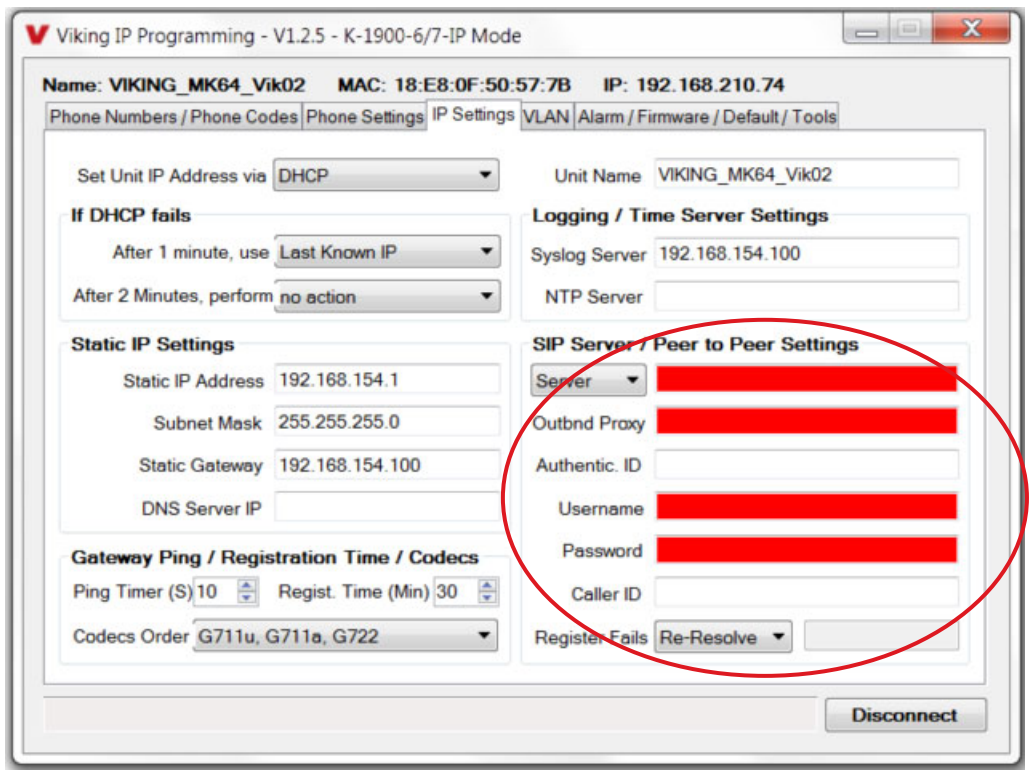 Viking IP Programming - V1.2.5 - K-1900-6/7-IP Mode
Name: VIKING_MK64_Vik02 MAC: 18:E8:0F:50:57:7B IP: 192.168.210.74
Phone Numbers / Phone Codes Phone Settings IP Settings VLAN Alarm / Firmware / Default / Tools
Set Unit IP Address via DHCP
If DHCP fails
After 1 minute, use Last Known IP
After 2 Minutes, perform no action
Static IP Settings
Static IP Address 192.168.154.1
Subnet Mask 255.255.255.0
Static Gateway 192.168.154.100
DNS Server IP
Gateway Ping / Registration Time / Codecs
Ping Timer (S) 10 Regist. Time (Min) 30
Codecs Order G711u, G711a, G722
Unit Name VIKING_MK64_Vik02
Logging / Time Server Settings
Syslog Server 192.168.154.100
NTP Server
SIP Server / Peer to Peer Settings
Server
Outbnd Proxy
Authentic. ID
Username
Password
Caller ID
Register Fails Re-Resolve
Disconnect